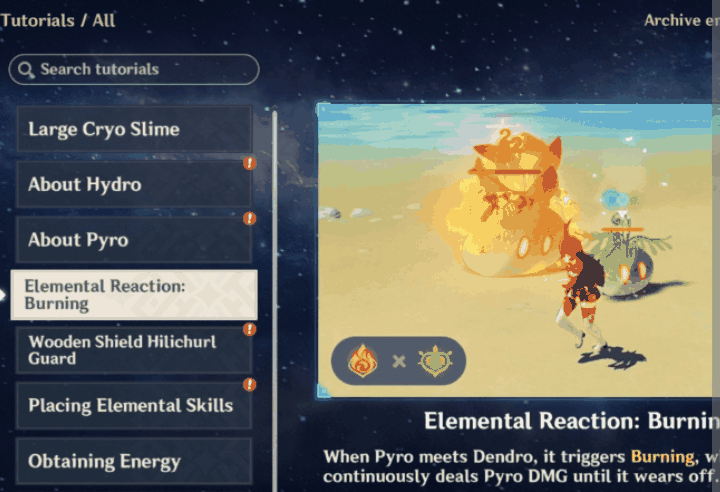 Tutorials / All
Archive
Search tutorials
Large Cryo Slime
About Hydro
About Pyro
Elemental Reaction:
Burning
Wooden Shield Hilichurl
Guard
Placing Elemental Skills
Obtaining Energy
Elemental Reaction: Burnin
When Pyro meets Dendro, it triggers Burning, w
continuously deals Pyro DMG until it wears off.